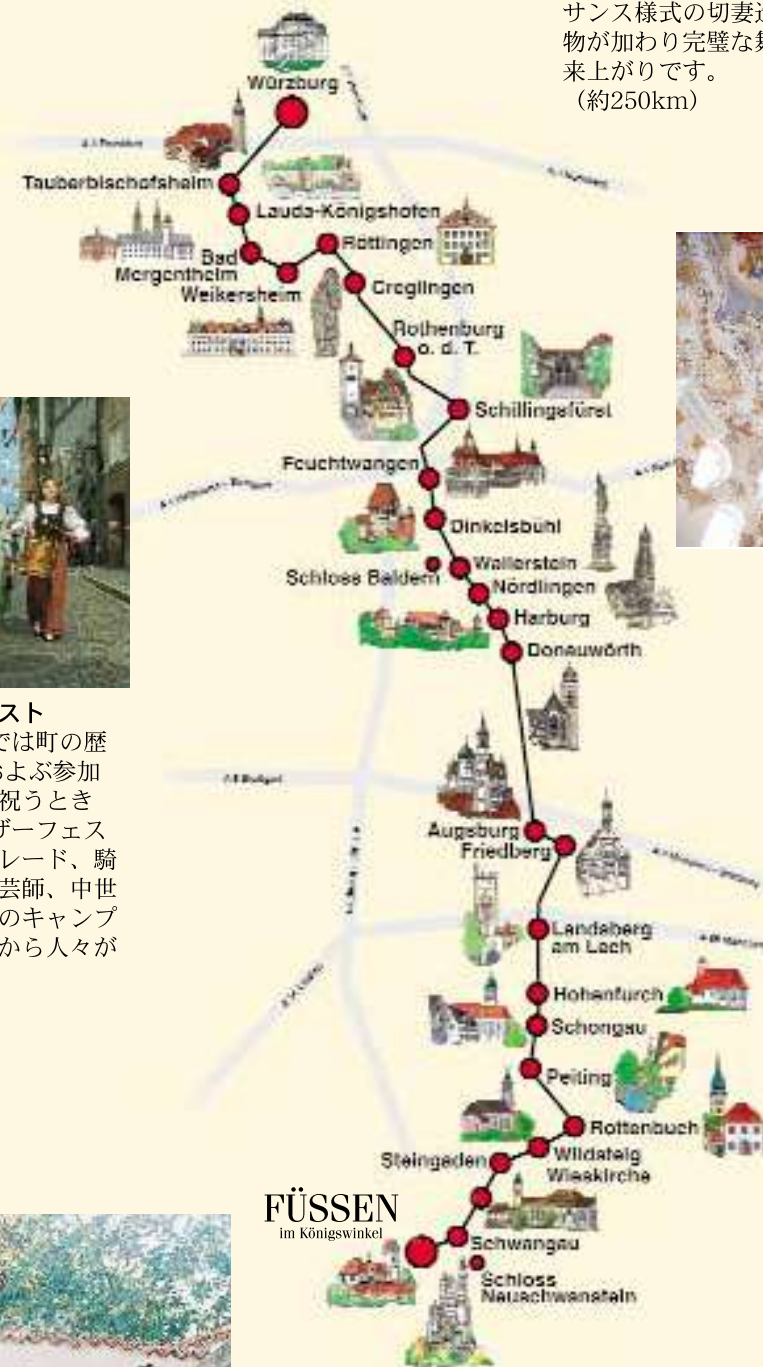 サンス様式の切妻
物が加わり完璧な
来上がりです。
（約250km）
Würzburg
Tauberbischofsheim
Lauda-Königshofen
Röttingen
Bad
Mergentheim
Weikersheim
Creglingen
Rothenburg
o. d. T.
Schillingsfürst
Feuchtwangen
Dinkelsbühl
Wallerstein
Schloss Baldern
Nördlingen
Harburg
Donauwörth
スト
では町の歴
およぶ参加
祝うとき
ザーフェス
レード、騎
芸師、中世
のキャンプ
から人々が
Augsburg
Friedberg
Landsberg
am Lech
Hohenfurch
Schongau
Peiting
Rottenbuch
Wildsteig
Steingaden
Wieskirche
FÜSSEN
im Königswinkel
Schwangau
Schloss
Neuschwanstein